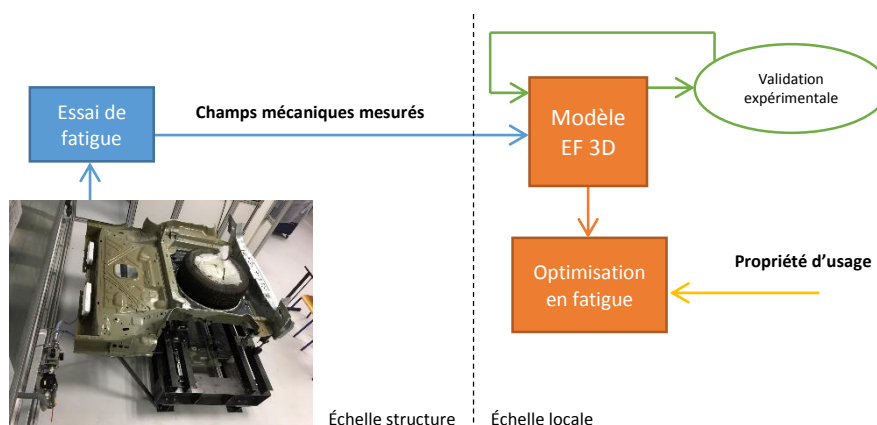 Essai de
fatigue
Champs mécaniques mesurés
Modèle
EF 3D
Validation
expérimentale
Optimisation
en fatigue
Propriété d'usage
Échelle structure
Échelle locale